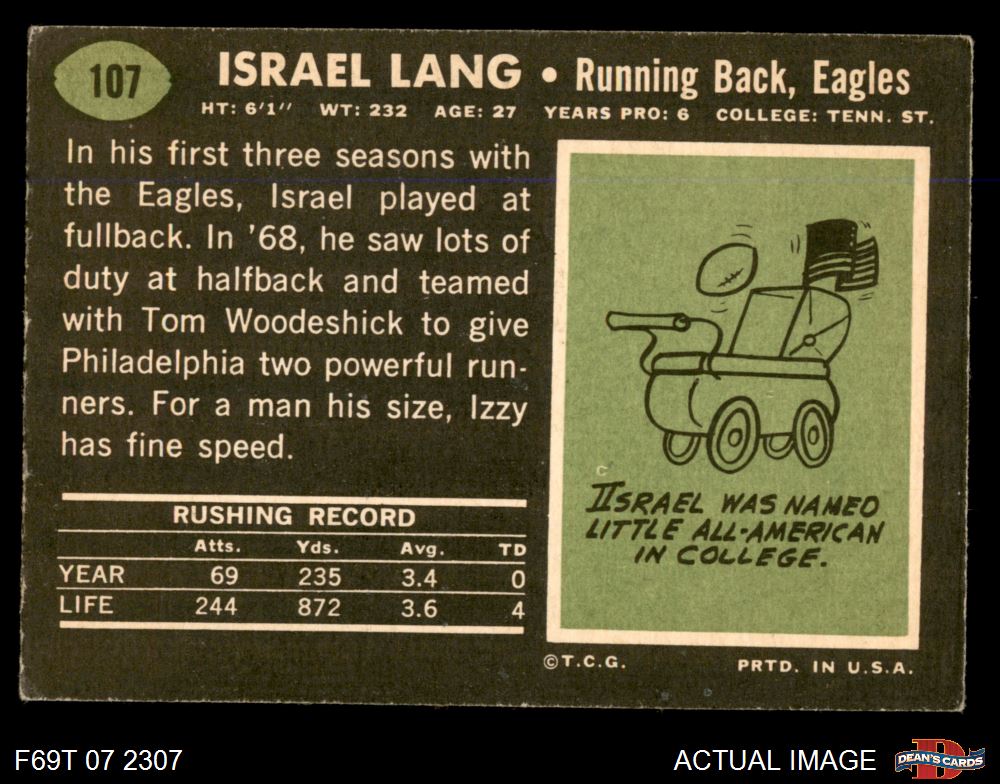 107
ISRAEL LANG • Running Back, Eagles
HT: 6'1'' WT: 232 AGE: 27 YEARS PRO: 6 COLLEGE: TENN. ST.
In his first three seasons with
the Eagles, Israel played at
fullback. In '68, he saw lots of
duty at halfback and teamed
with Tom Woodeshick to give
Philadelphia two powerful run-
ners. For a man his size, Izzy
has fine speed.
RUSHING RECORD
Atts. Yds. Avg. TD
YEAR 69 235 3.4 0
LIFE 244 872 3.6 4
C
ISRAEL WAS NAMED
LITTLE ALL-AMERICAN
IN COLLEGE.
©T.C.G. PRTD. IN U.S.A.
F69T 07 2307
ACTUAL IMAGE
D
DEAN'S CARDS